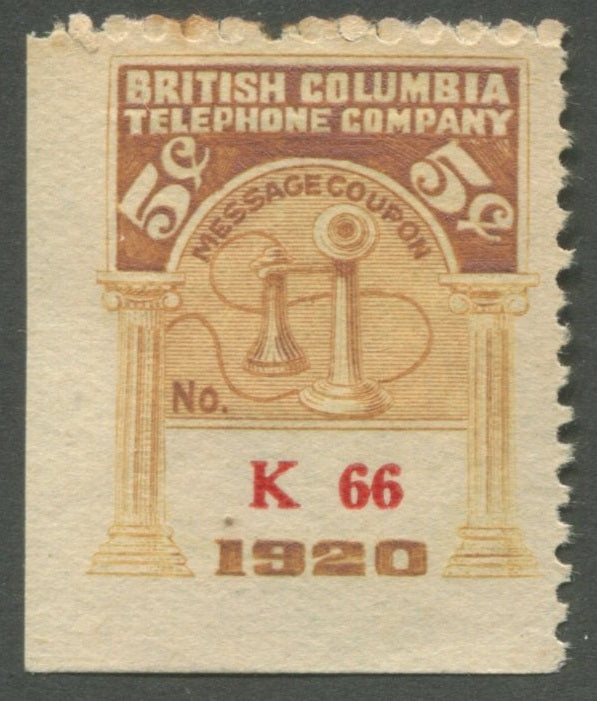 BRITISH COLUMBIA
TELEPHONE COMPANY
5¢ 5¢
MESSAGE COUPON
No.
K 66
1920